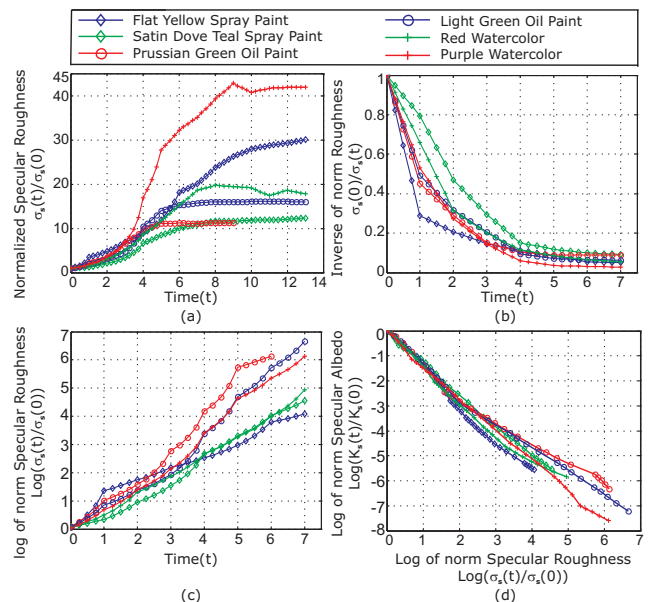 Flat Yellow Spray Paint
Satin Dove Teal Spray Paint
Prussian Green Oil Paint
Light Green Oil Paint
Red Watercolor
Purple Watercolor
Normalized Specular Roughness
σs(t)/σs(0)
45
40
30
20
10
0
0 2 4 6 8 10 12 14
Time(t)
(a)
Inverse of norm Roughness
σs(0)/σs(t)
1
0.8
0.6
0.4
0.2
0
0 1 2 3 4 5 6 7
Time(t)
(b)
log of norm Specular Roughness
Log(σs(t)/σs(0))
7
6
5
4
3
2
1
0
0 1 2 3 4 5 6 7
Time(t)
(c)
Log of norm Specular Albedo
Log(Ks(t)/Ks(0))
0
-1
-2
-3
-4
-5
-6
-7
-8
0 1 2 3 4 5 6 7
Log of norm Specular Roughness
Log(σs(t)/σs(0))
(d)